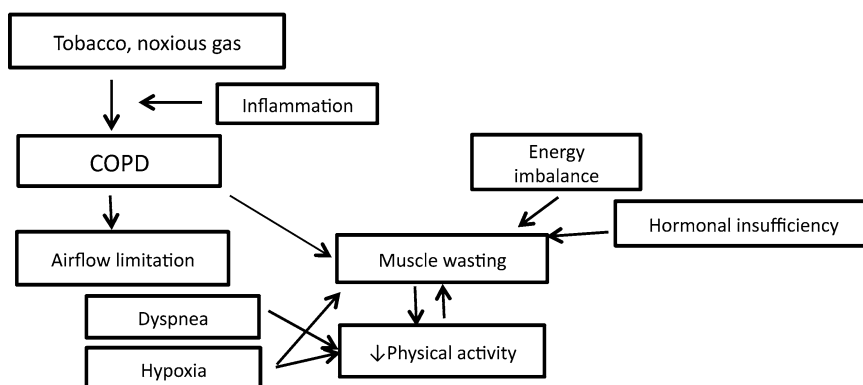 Tobacco, noxious gas
Inflammation
COPD
Energy
imbalance
Hormonal insufficiency
Airflow limitation
Muscle wasting
Dyspnea
↓Physical activity
Hypoxia